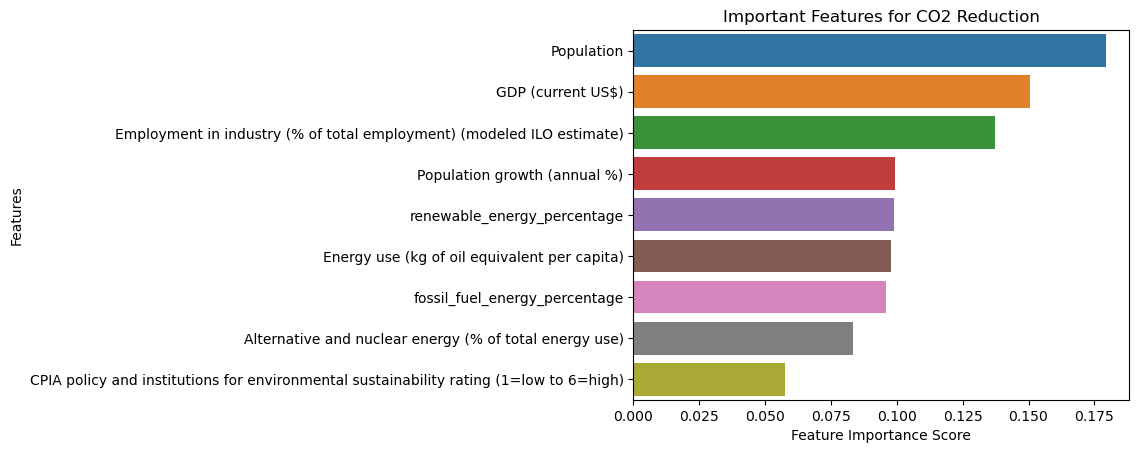 Important Features for CO2 Reduction
Features
Population
GDP (current US$)
Employment in industry (% of total employment) (modeled ILO estimate)
Population growth (annual %)
renewable_energy_percentage
Energy use (kg of oil equivalent per capita)
fossil_fuel_energy_percentage
Alternative and nuclear energy (% of total energy use)
CPIA policy and institutions for environmental sustainability rating (1=low to 6=high)
0.000 0.025 0.050 0.075 0.100 0.125 0.150 0.175
Feature Importance Score